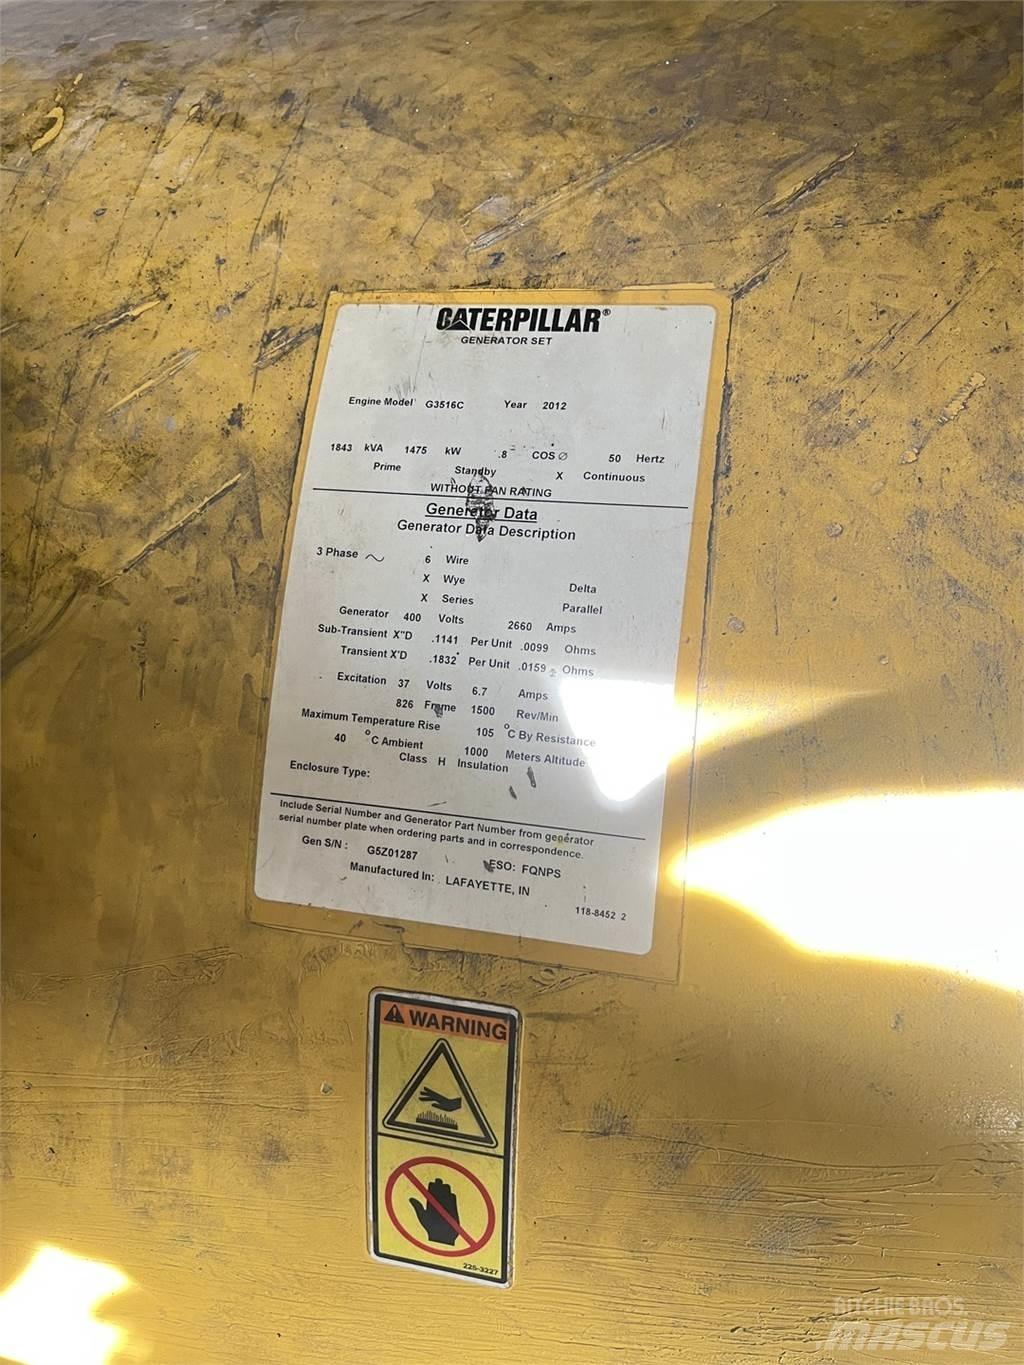 CATERPILLAR®
GENERATOR SET
Engine Model G3516C Year 2012
1843 kVA 1475 kW .8 COS ∅ 50 Hertz
Prime Standby X Continuous
WITHOUT FAN RATING
Generator Data
Generator Data Description
3 Phase 6 Wire
X Wye Delta
X Series Parallel
Generator 400 Volts 2660 Amps
Sub-Transient X"D .1141 Per Unit .0099 Ohms
Transient X'D .1832 Per Unit .0159 Ohms
Excitation 37 Volts 6.7 Amps
826 Frame 1500 Rev/Min
Maximum Temperature Rise 105 °C By Resistance
40 °C Ambient 1000 Meters Altitude
Class H Insulation
Enclosure Type:
Include Serial Number and Generator Part Number from generator
serial number plate when ordering parts and in correspondence.
Gen S/N : G5Z01287 ESO: FQNPS
Manufactured In: LAFAYETTE, IN
118-8452 2
WARNING
225-3227
RITCHIE BROS.
MASCUS